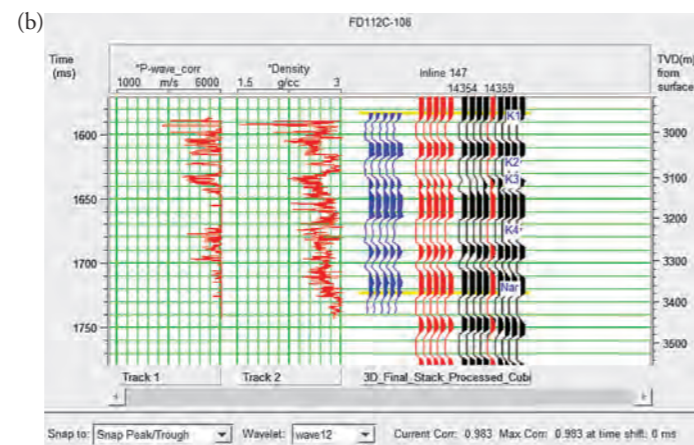 (b)
FD112C-108
Time (ms)
*P-wave_corr
1000 m/s 6000
*Density
1.5 g/cc 3
Inline 147
14354 14359
TVD(m) from surface
1600
1650
1700
1750
3000
3100
3200
3300
3400
3500
K1
K2
K3
K4
Nar
Track 1
Track 2
3D_Final_Stack_Processed_Cub
Snap to: Snap Peak/Trough Wavelet: wave12 Current Corr: 0.983 Max Corr: 0.983 at time shift: 0 ms